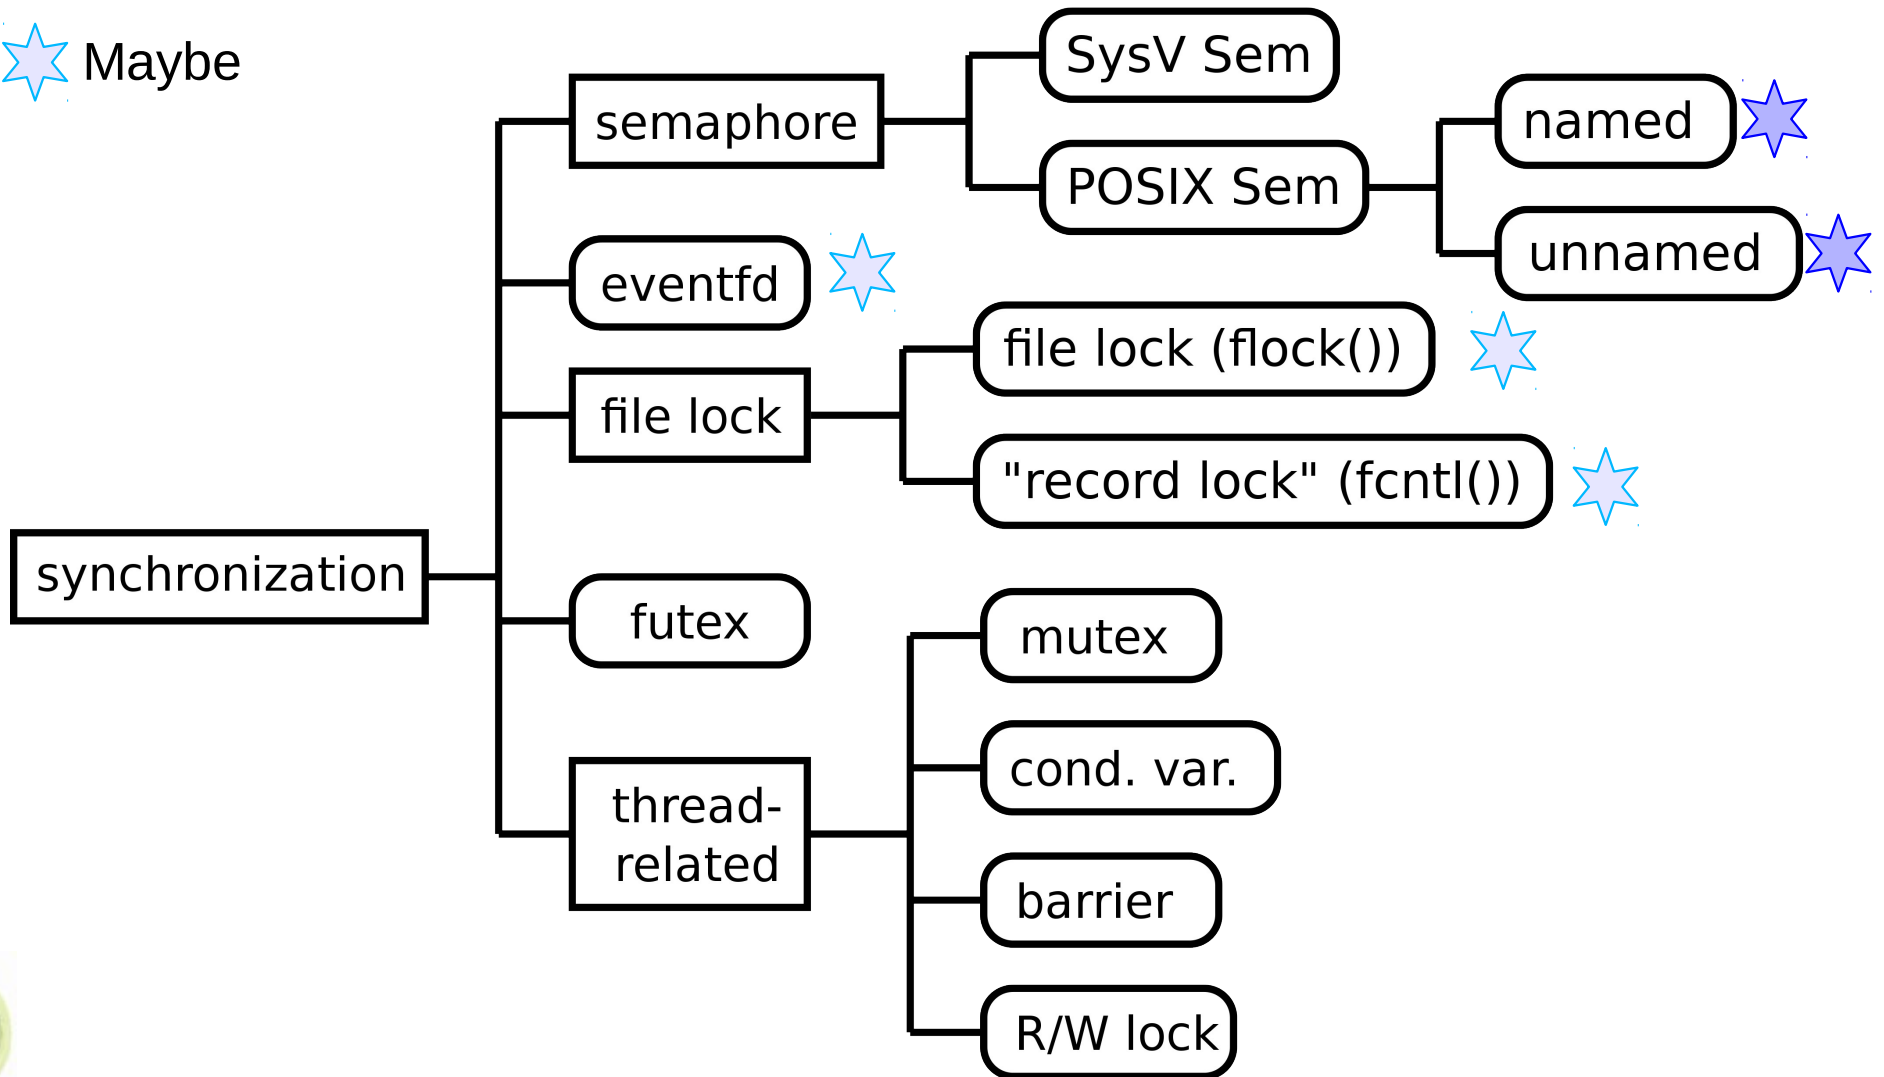 Maybe
SysV Sem
semaphore
named
POSIX Sem
unnamed
eventfd
file lock (flock())
file lock
"record lock" (fcntl())
synchronization
futex
mutex
cond. var.
thread-
related
barrier
R/W lock